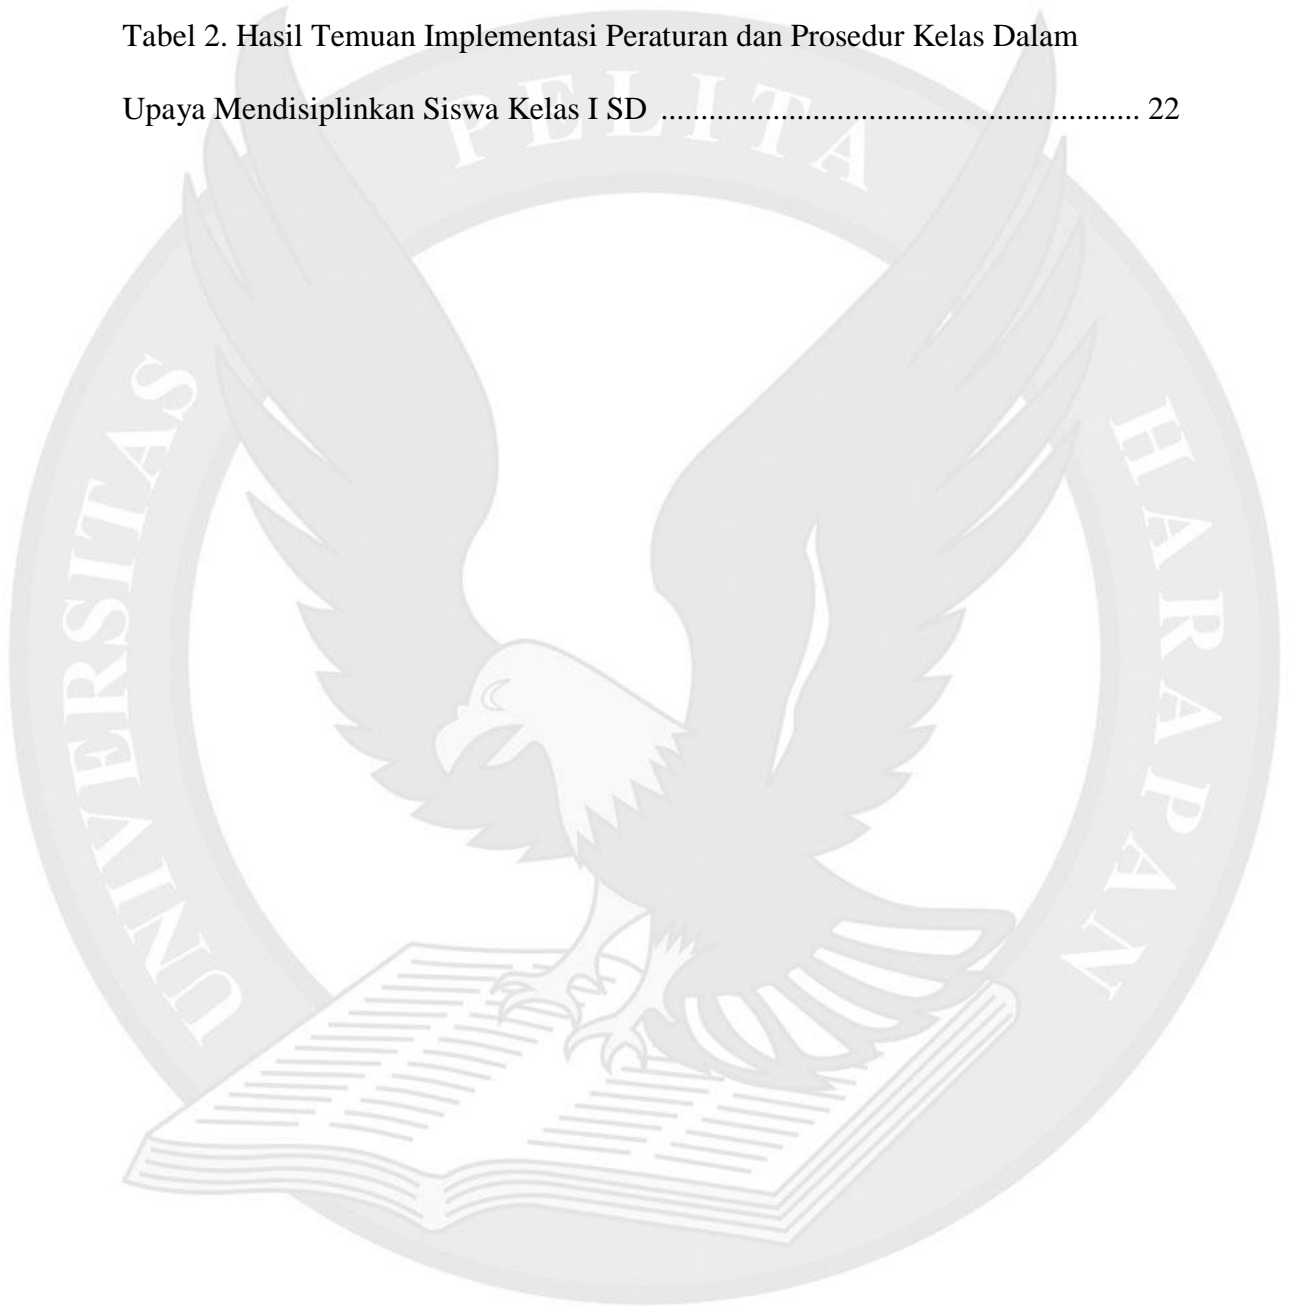 Tabel 2. Hasil Temuan Implementasi Peraturan dan Prosedur Kelas Dalam
Upaya Mendisiplinkan Siswa Kelas I SD ............................................................ 22
UNIVERSITAS PELITA HARAPAN